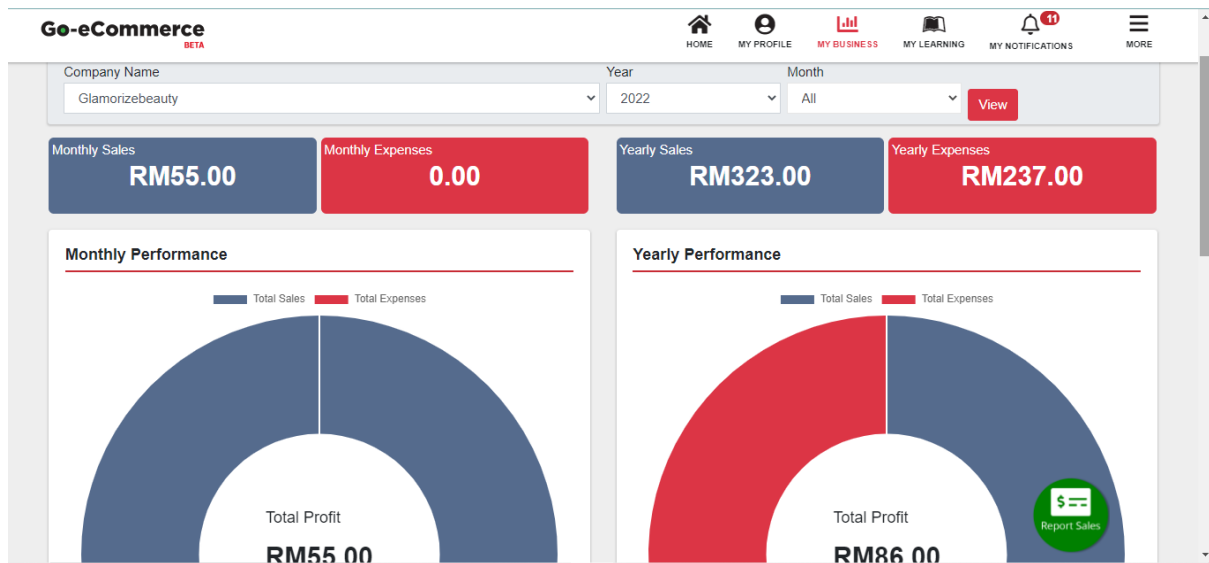 Go-eCommerce
BETA
HOME
MY PROFILE
MY BUSINESS
MY LEARNING
11
MY NOTIFICATIONS
MORE
Company Name
Year
Month
Glamorizebeauty
2022
All
View
Monthly Sales
RM55.00
Monthly Expenses
0.00
Yearly Sales
RM323.00
Yearly Expenses
RM237.00
Monthly Performance
Total Sales
Total Expenses
Total Profit
RM55.00
Yearly Performance
Total Sales
Total Expenses
Total Profit
RM86.00
$
Report Sales